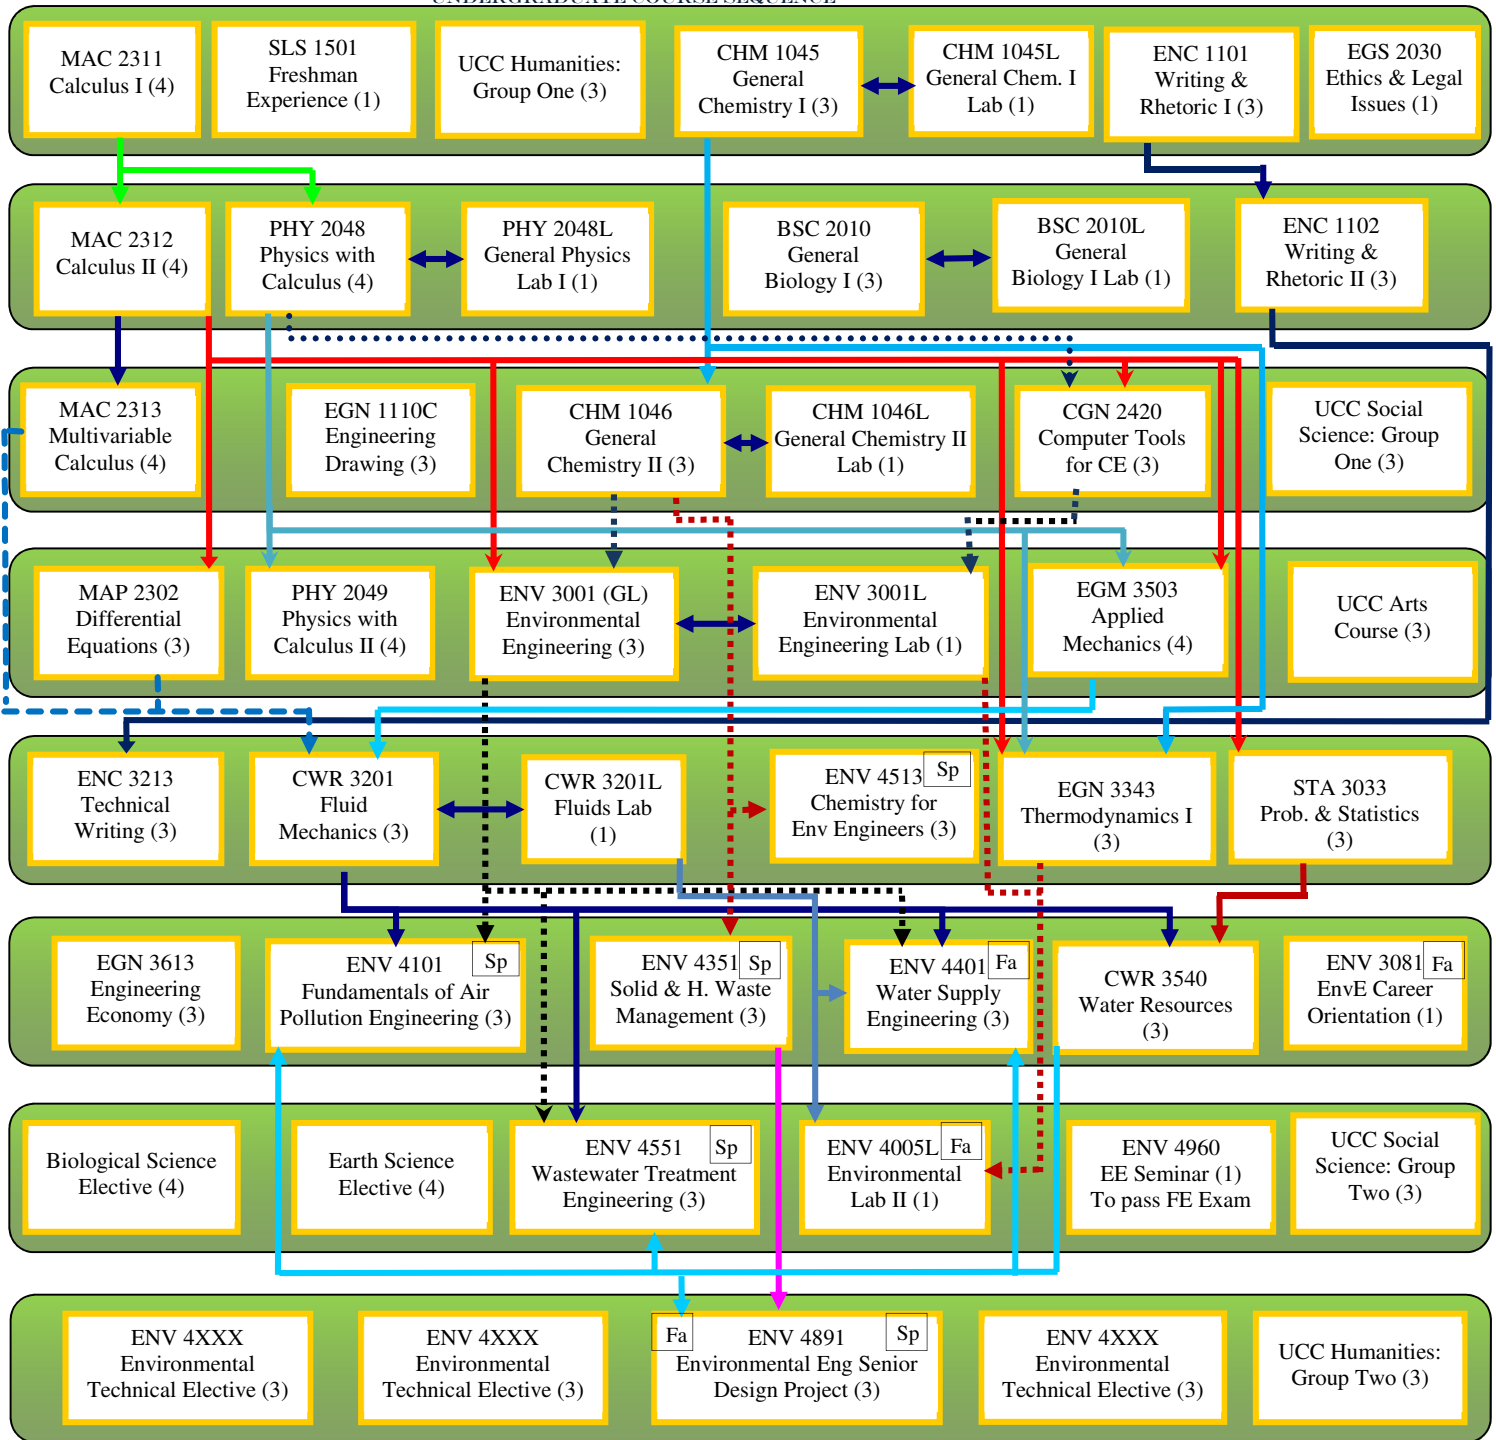 UNDERGRADUATE COURSE SEQUENCE
MAC 2311
Calculus I (4)
SLS 1501
Freshman
Experience (1)
UCC Humanities:
Group One (3)
CHM 1045
General
Chemistry I (3)
CHM 1045L
General Chem. I
Lab (1)
ENC 1101
Writing &
Rhetoric I (3)
EGS 2030
Ethics & Legal
Issues (1)
MAC 2312
Calculus II (4)
PHY 2048
Physics with
Calculus (4)
PHY 2048L
General Physics
Lab I (1)
BSC 2010
General
Biology I (3)
BSC 2010L
General
Biology I Lab (1)
ENC 1102
Writing &
Rhetoric II (3)
MAC 2313
Multivariable
Calculus (4)
EGN 1110C
Engineering
Drawing (3)
CHM 1046
General
Chemistry II (3)
CHM 1046L
General Chemistry II
Lab (1)
CGN 2420
Computer Tools
for CE (3)
UCC Social
Science: Group
One (3)
MAP 2302
Differential
Equations (3)
PHY 2049
Physics with
Calculus II (4)
ENV 3001 (GL)
Environmental
Engineering (3)
ENV 3001L
Environmental
Engineering Lab (1)
EGM 3503
Applied
Mechanics (4)
UCC Arts
Course (3)
ENC 3213
Technical
Writing (3)
CWR 3201
Fluid
Mechanics (3)
CWR 3201L
Fluids Lab
(1)
ENV 4513
Sp
Chemistry for
Env Engineers (3)
EGN 3343
Thermodynamics I
(3)
STA 3033
Prob. & Statistics
(3)
EGN 3613
Engineering
Economy (3)
ENV 4101
Sp
Fundamentals of Air
Pollution Engineering (3)
ENV 4351
Sp
Solid & H. Waste
Management (3)
ENV 4401
Fa
Water Supply
Engineering (3)
CWR 3540
Water Resources
(3)
ENV 3081
Fa
EnvE Career
Orientation (1)
Biological Science
Elective (4)
Earth Science
Elective (4)
ENV 4551
Sp
Wastewater Treatment
Engineering (3)
ENV 4005L
Fa
Environmental
Lab II (1)
ENV 4960
EE Seminar (1)
To pass FE Exam
UCC Social
Science: Group
Two (3)
ENV 4XXX
Environmental
Technical Elective (3)
ENV 4XXX
Environmental
Technical Elective (3)
Fa
ENV 4891
Sp
Environmental Eng Senior
Design Project (3)
ENV 4XXX
Environmental
Technical Elective (3)
UCC Humanities:
Group Two (3)